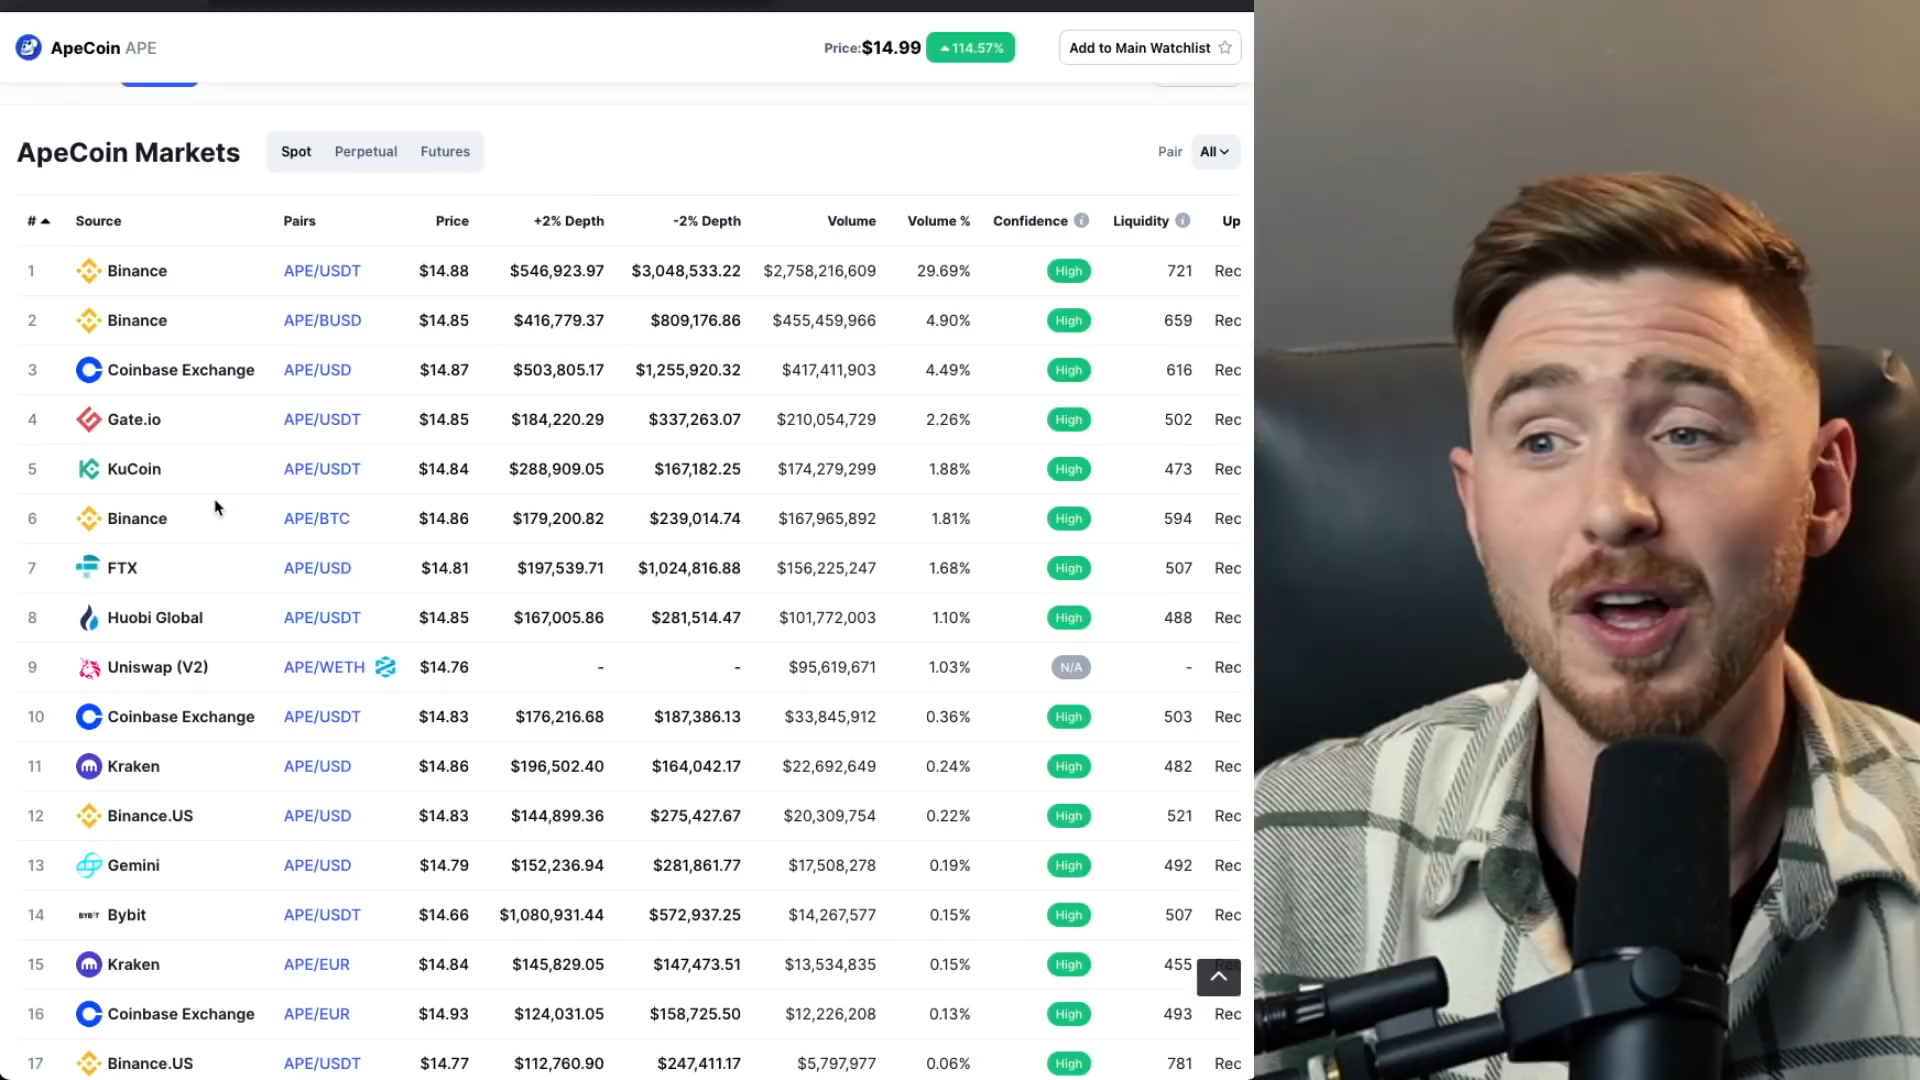 ApeCoin APE Price:$14.99 114.57% Add to Main Watchlist
ApeCoin Markets Spot Perpetual Futures Pair All
# Source Pairs Price +2% Depth -2% Depth Volume Volume % Confidence Liquidity Up
1 Binance APE/USDT $14.88 $546,923.97 $3,048,533.22 $2,758,216,609 29.69% High 721 Rec
2 Binance APE/BUSD $14.85 $416,779.37 $809,176.86 $455,459,966 4.90% High 659 Rec
3 Coinbase Exchange APE/USD $14.87 $503,805.17 $1,255,920.32 $417,411,903 4.49% High 616 Rec
4 Gate.io APE/USDT $14.85 $184,220.29 $337,263.07 $210,054,729 2.26% High 502 Rec
5 KuCoin APE/USDT $14.84 $288,909.05 $167,182.25 $174,279,299 1.88% High 473 Rec
6 Binance APE/BTC $14.86 $179,200.82 $239,014.74 $167,965,892 1.81% High 594 Rec
7 FTX APE/USD $14.81 $197,539.71 $1,024,816.88 $156,225,247 1.68% High 507 Rec
8 Huobi Global APE/USDT $14.85 $167,005.86 $281,514.47 $101,772,003 1.10% High 488 Rec
9 Uniswap (V2) APE/WETH $14.76 - - $95,619,671 1.03% N/A - Rec
10 Coinbase Exchange APE/USDT $14.83 $176,216.68 $187,386.13 $33,845,912 0.36% High 503 Rec
11 Kraken APE/USD $14.86 $196,502.40 $164,042.17 $22,692,649 0.24% High 482 Rec
12 Binance.US APE/USD $14.83 $144,899.36 $275,427.67 $20,309,754 0.22% High 521 Rec
13 Gemini APE/USD $14.79 $152,236.94 $281,861.77 $17,508,278 0.19% High 492 Rec
14 BYBIT Bybit APE/USDT $14.66 $1,080,931.44 $572,937.25 $14,267,577 0.15% High 507 Rec
15 Kraken APE/EUR $14.84 $145,829.05 $147,473.51 $13,534,835 0.15% High 455
16 Coinbase Exchange APE/EUR $14.93 $124,031.05 $158,725.50 $12,226,208 0.13% High 493 Rec
17 Binance.US APE/USDT $14.77 $112,760.90 $247,411.17 $5,797,977 0.06% High 781 Rec